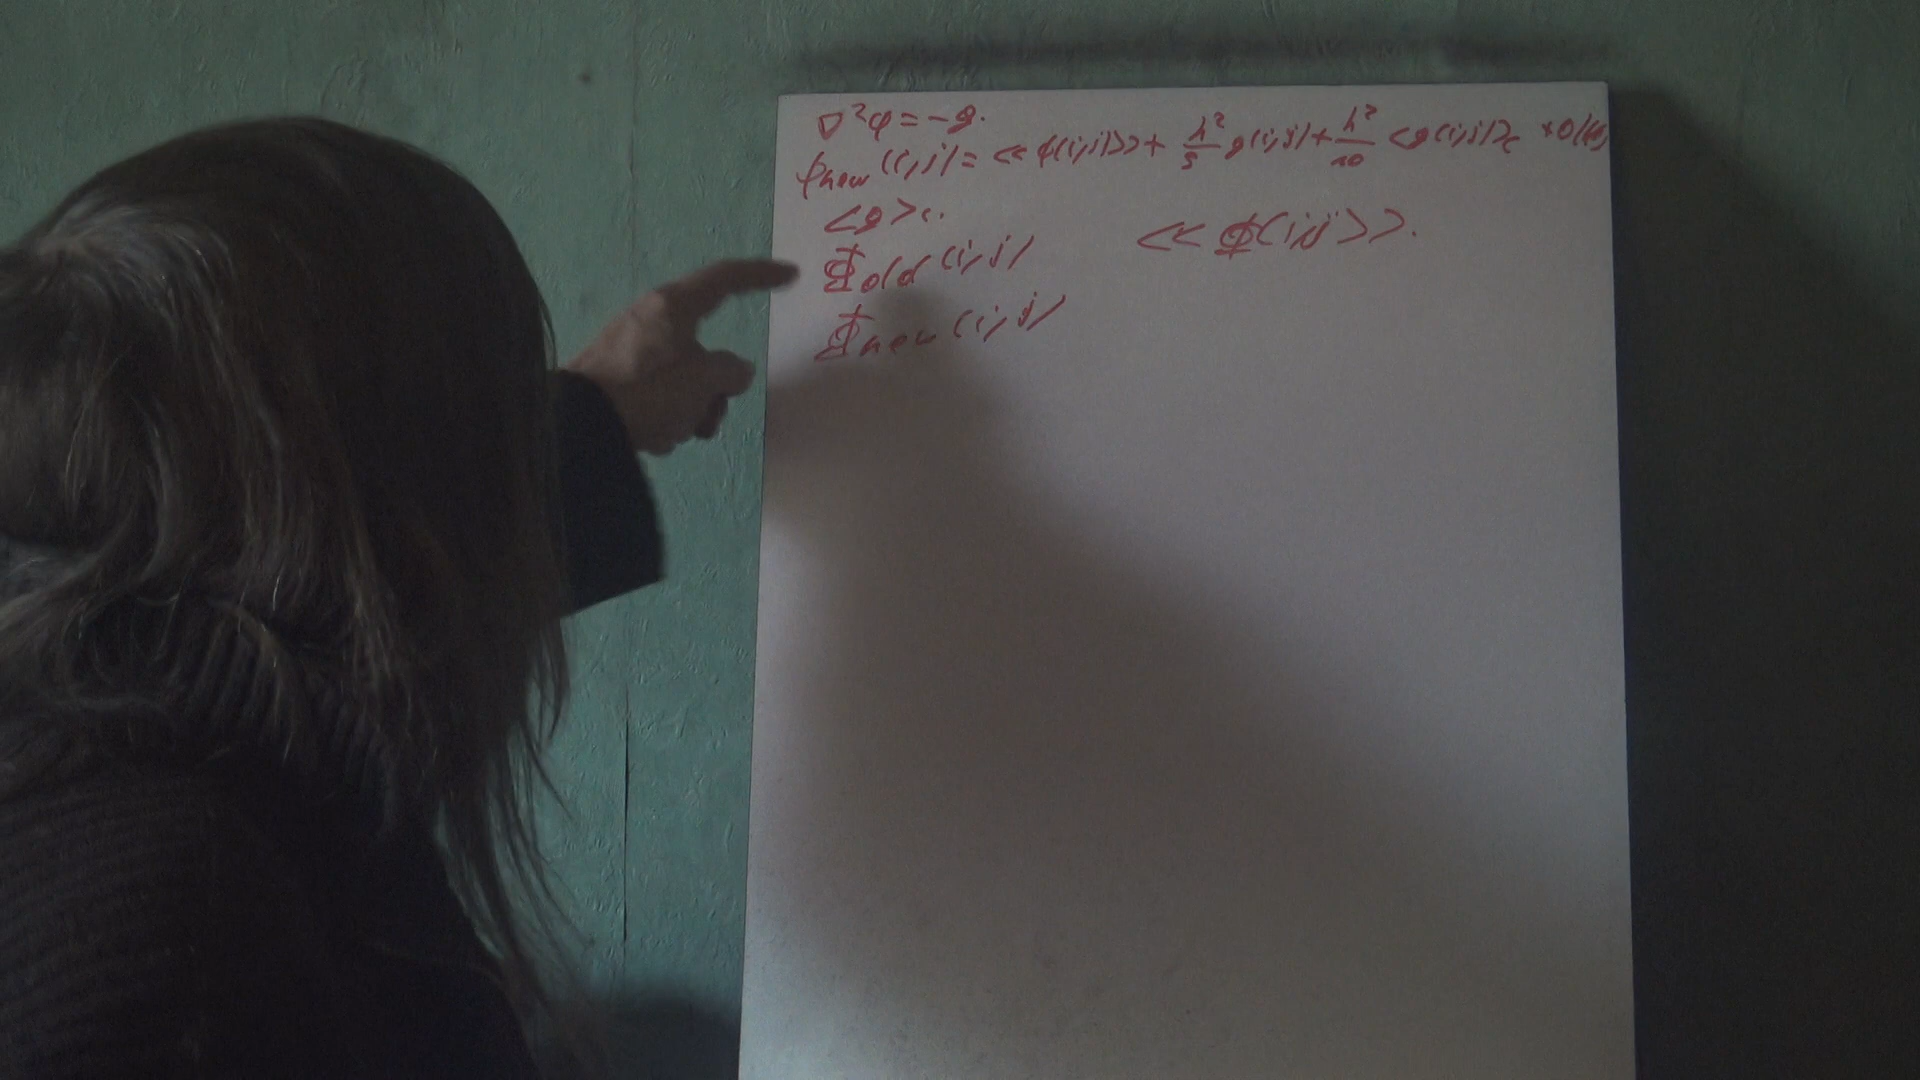 ∇²φ = -g.
φnew(i,j) = <<φ(i,j)>> + h²/5 g(i,j) + h²/10 <g(i,j)>c + O(h⁶)
<g>c.
Φold(i,j)
<<Φ(i,j)>>.
Φnew(i,j)